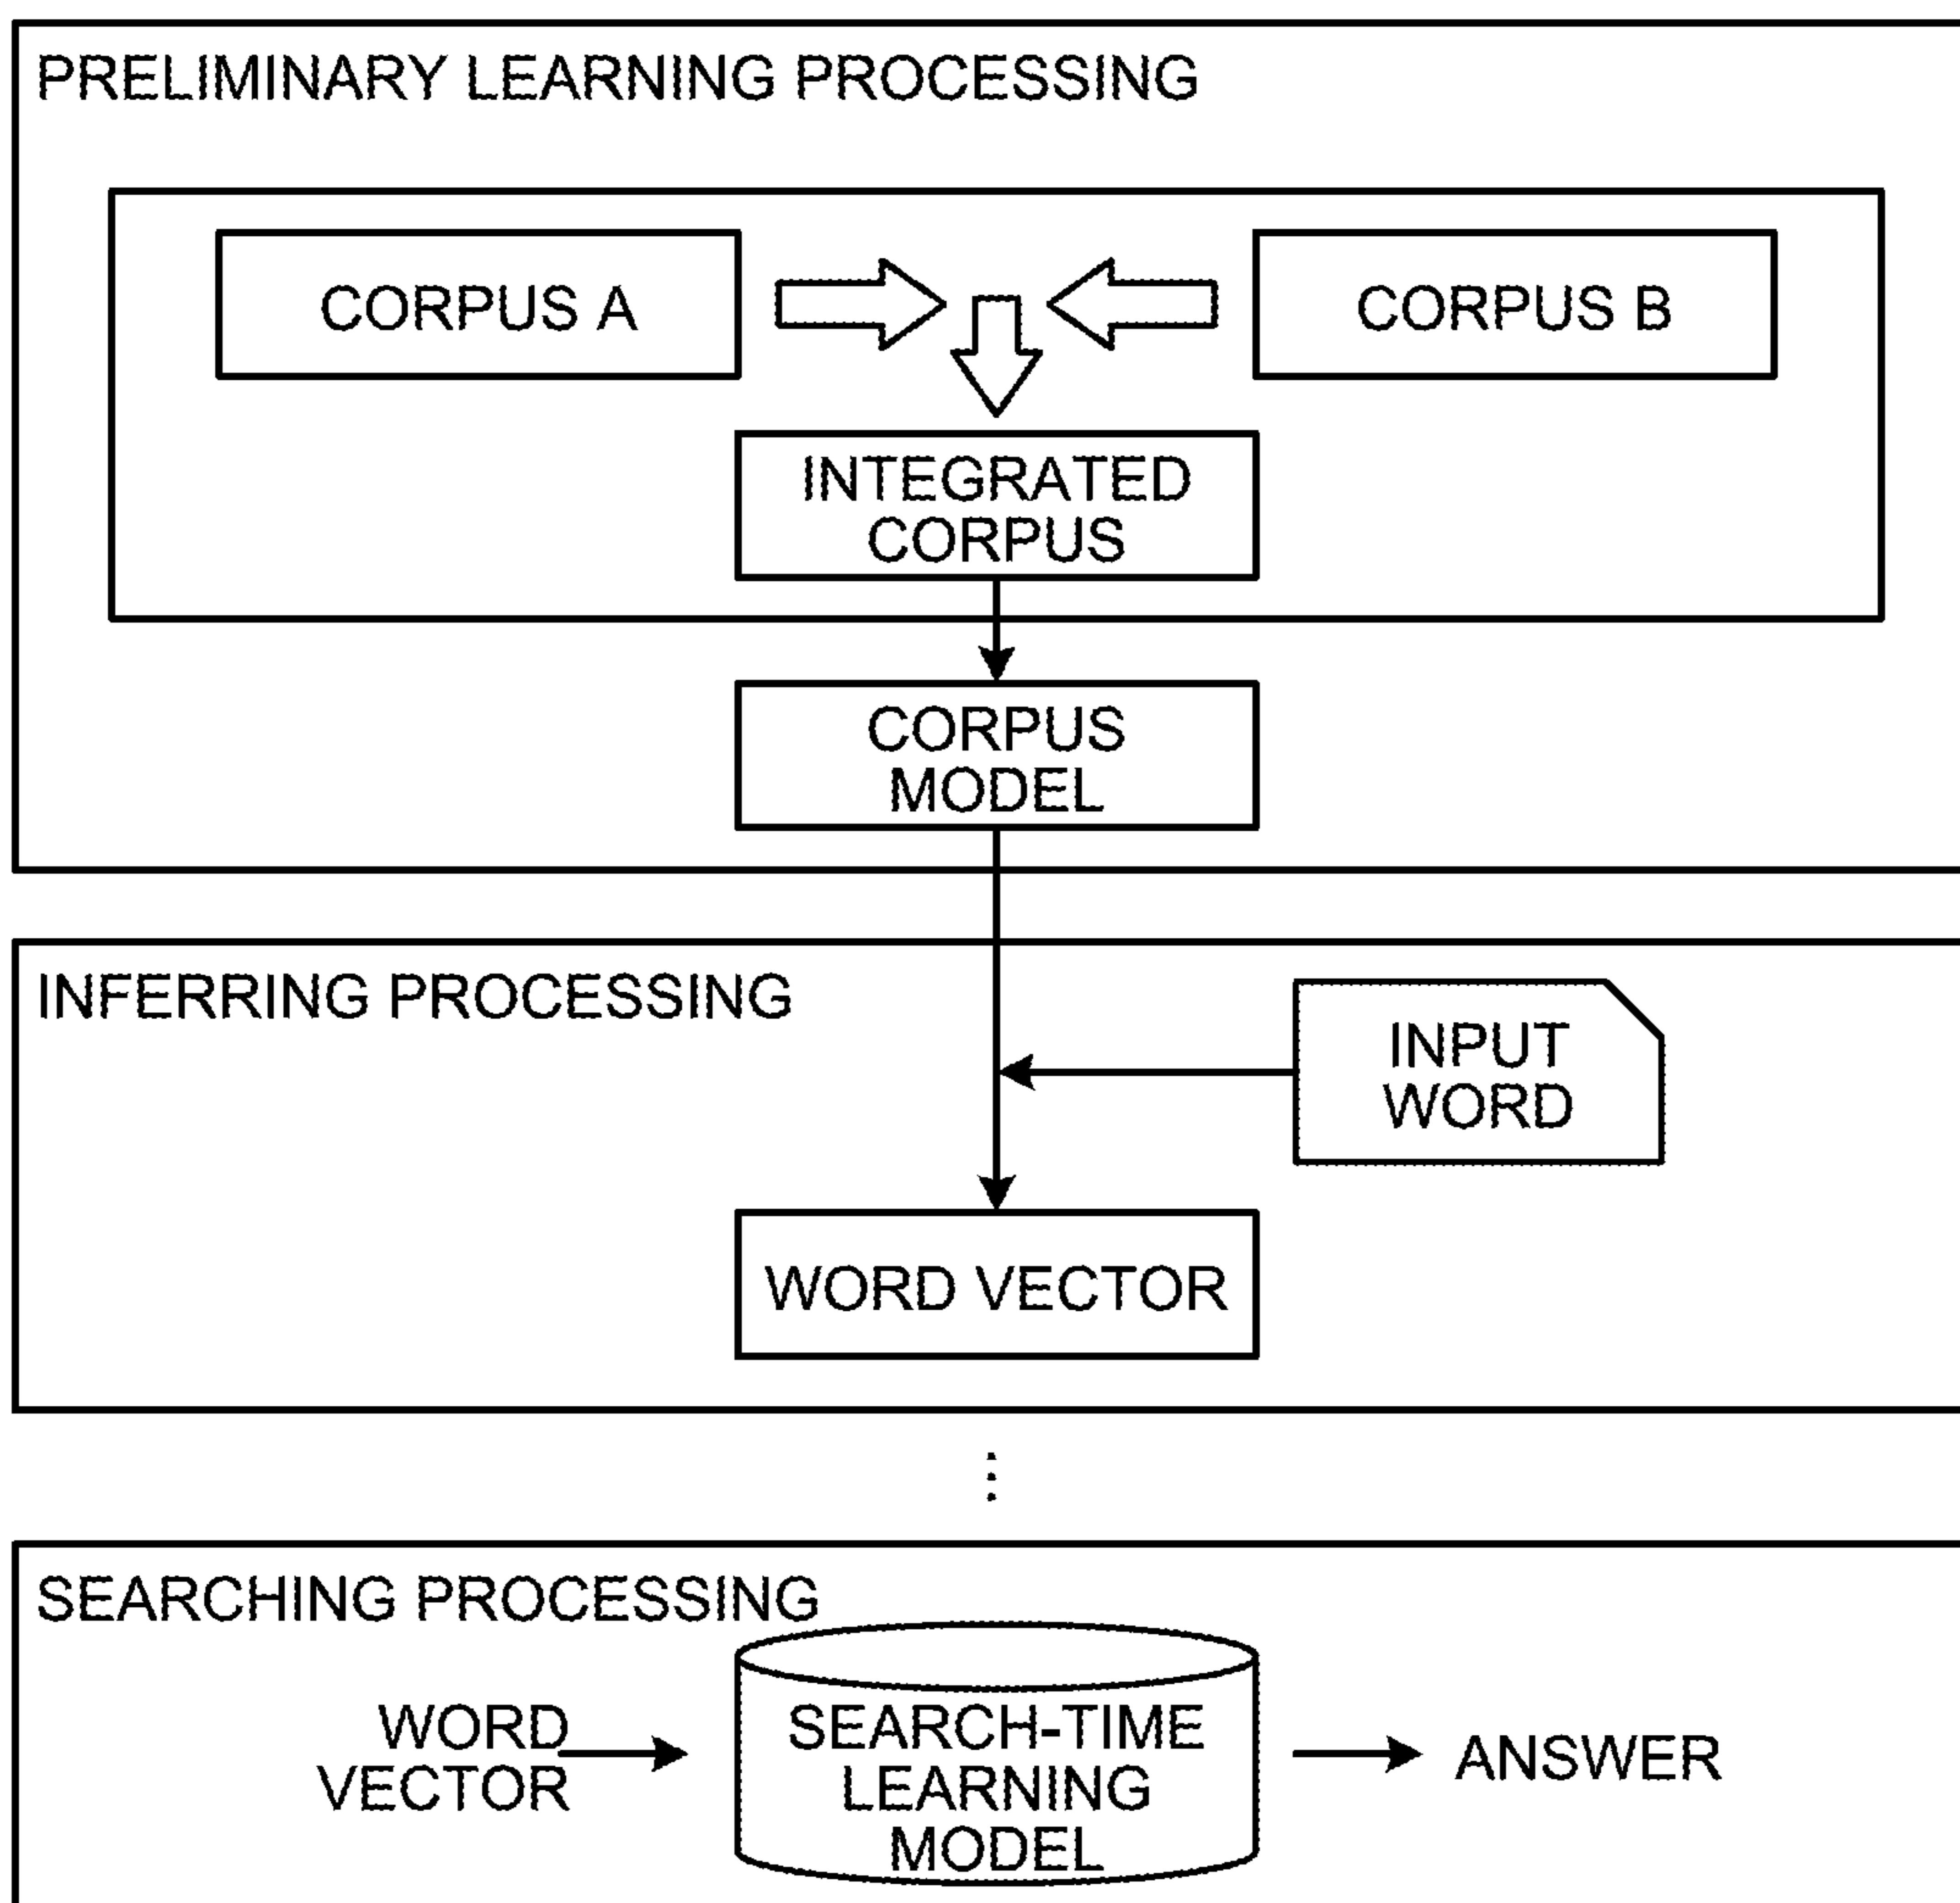 PRELIMINARY LEARNING PROCESSING
CORPUS A
CORPUS B
INTEGRATED
CORPUS
CORPUS
MODEL
INFERRING PROCESSING
INPUT
WORD
WORD VECTOR
SEARCHING PROCESSING
WORD
VECTOR
SEARCH-TIME
LEARNING
MODEL
ANSWER